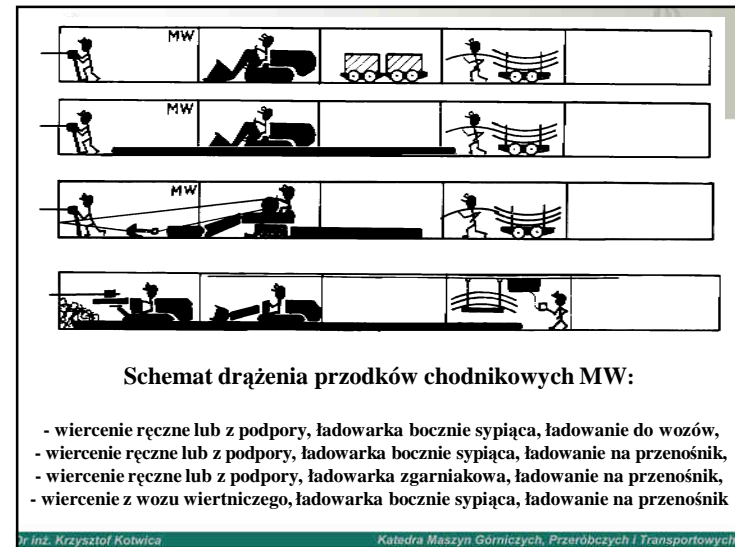 MW
MW
MW
Schemat drążenia przodków chodnikowych MW:
- wiercenie ręczne lub z podpory, ładowarka bocznie sypiąca, ładowanie do wozów,
- wiercenie ręczne lub z podpory, ładowarka bocznie sypiąca, ładowanie na przenośnik,
- wiercenie ręczne lub z podpory, ładowarka zgarniakowa, ładowanie na przenośnik,
- wiercenie z wozu wiertniczego, ładowarka bocznie sypiąca, ładowanie na przenośnik
Dr inż. Krzysztof Kotwica Katedra Maszyn Górniczych, Przeróbczych i Transportowych